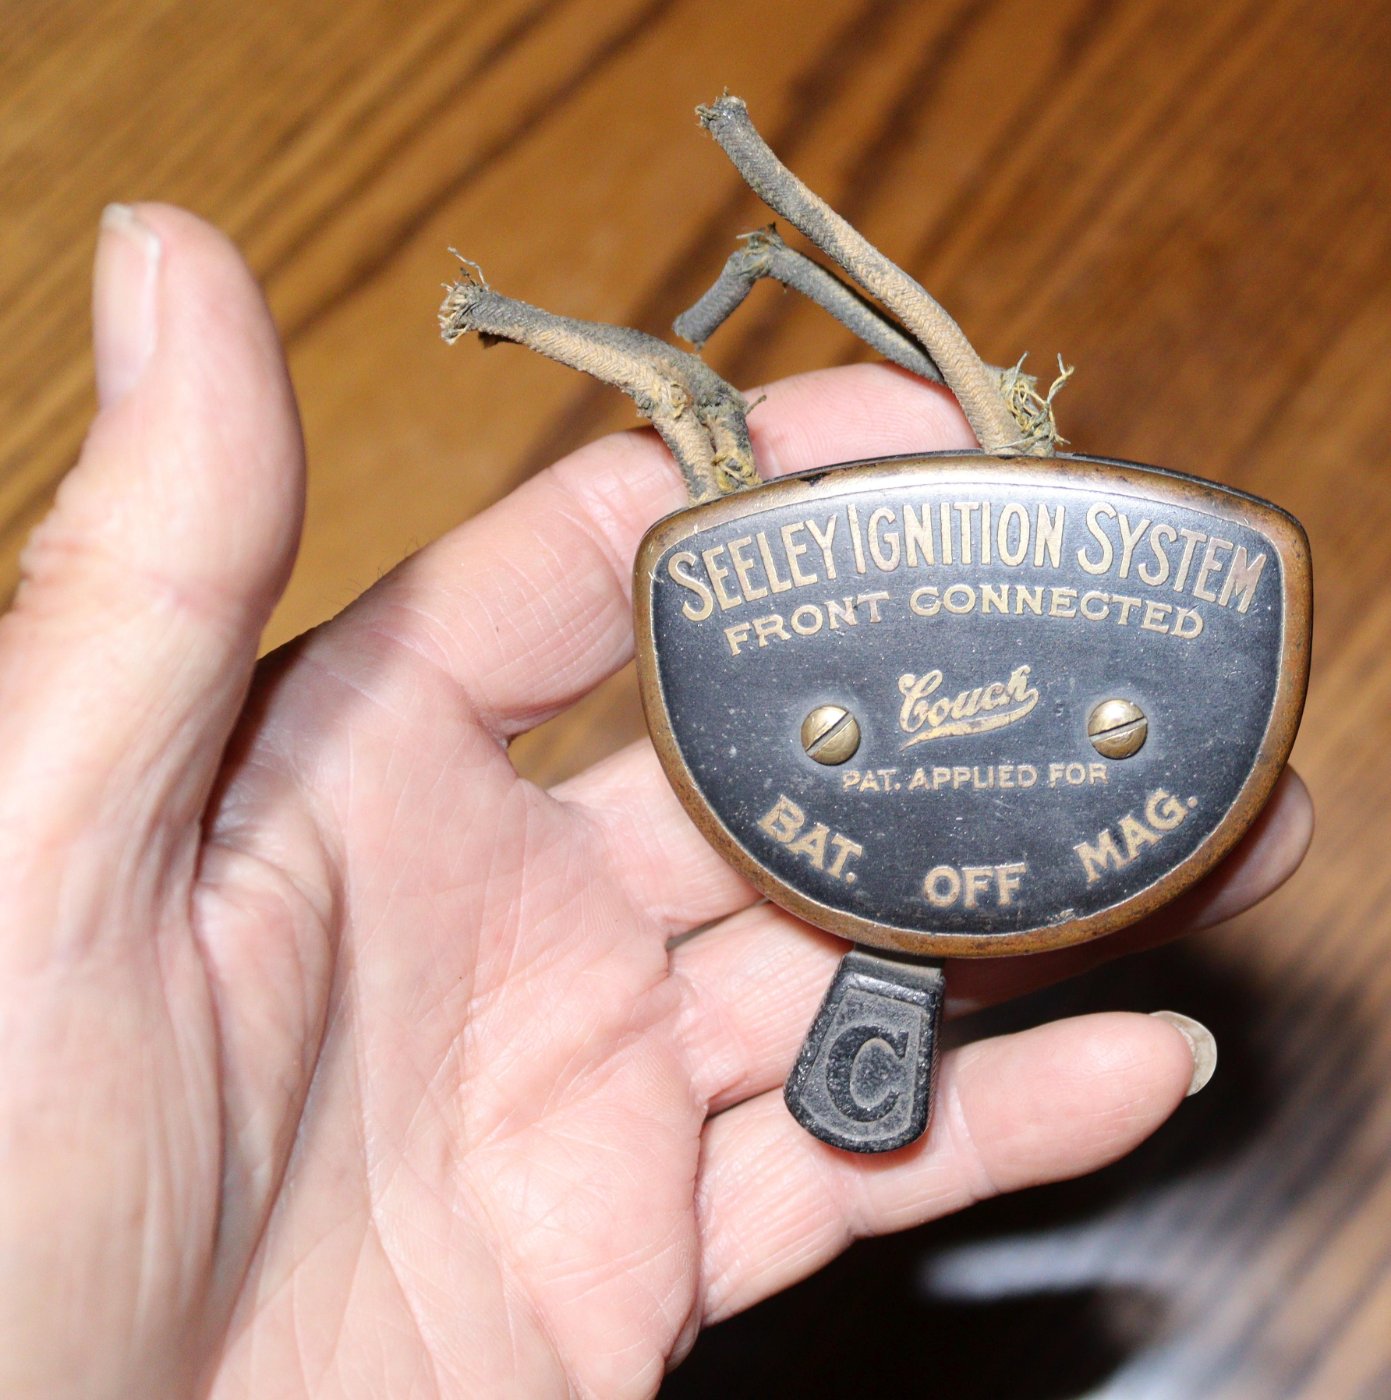 SEELEY IGNITION SYSTEM
FRONT CONNECTED
Couch
PAT. APPLIED FOR
BAT. OFF MAG.
C